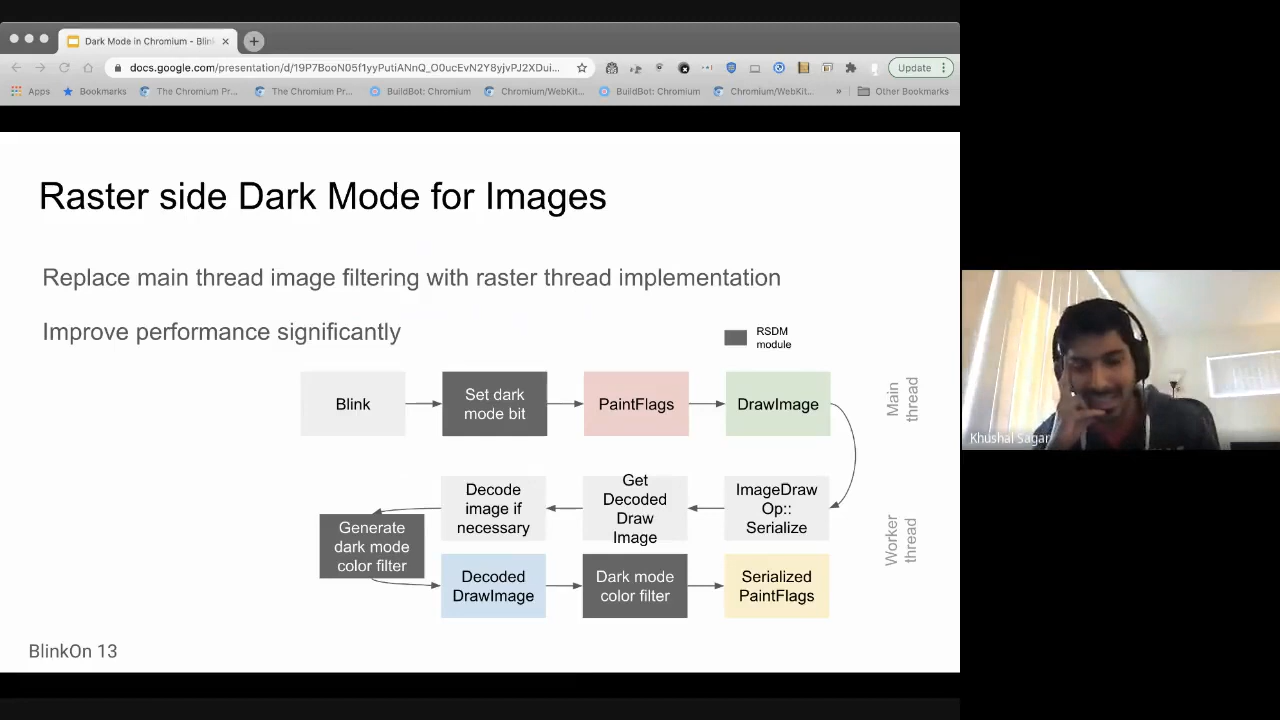 Dark Mode in Chromium - Blin
docs.google.com/presentation/d/19P7BooN05f1yyPutiANnQ_O0ucEvN2Y8yjvPJ2XDui...
Update
Apps
Bookmarks
The Chromium Pr...
The Chromium Pr...
BuildBot: Chromium
Chromium/WebKit...
BuildBot: Chromium
Chromium/WebKit...
»
Other Bookmarks
Raster side Dark Mode for Images
Replace main thread image filtering with raster thread implementation
Improve performance significantly
RSDM
module
Blink
Set dark
mode bit
PaintFlags
DrawImage
Main
thread
ImageDraw
Op::
Serialize
Get
Decoded
Draw
Image
Decode
image if
necessary
Generate
dark mode
color filter
Decoded
DrawImage
Dark mode
color filter
Serialized
PaintFlags
Worker
thread
BlinkOn 13
Khushal Sagar